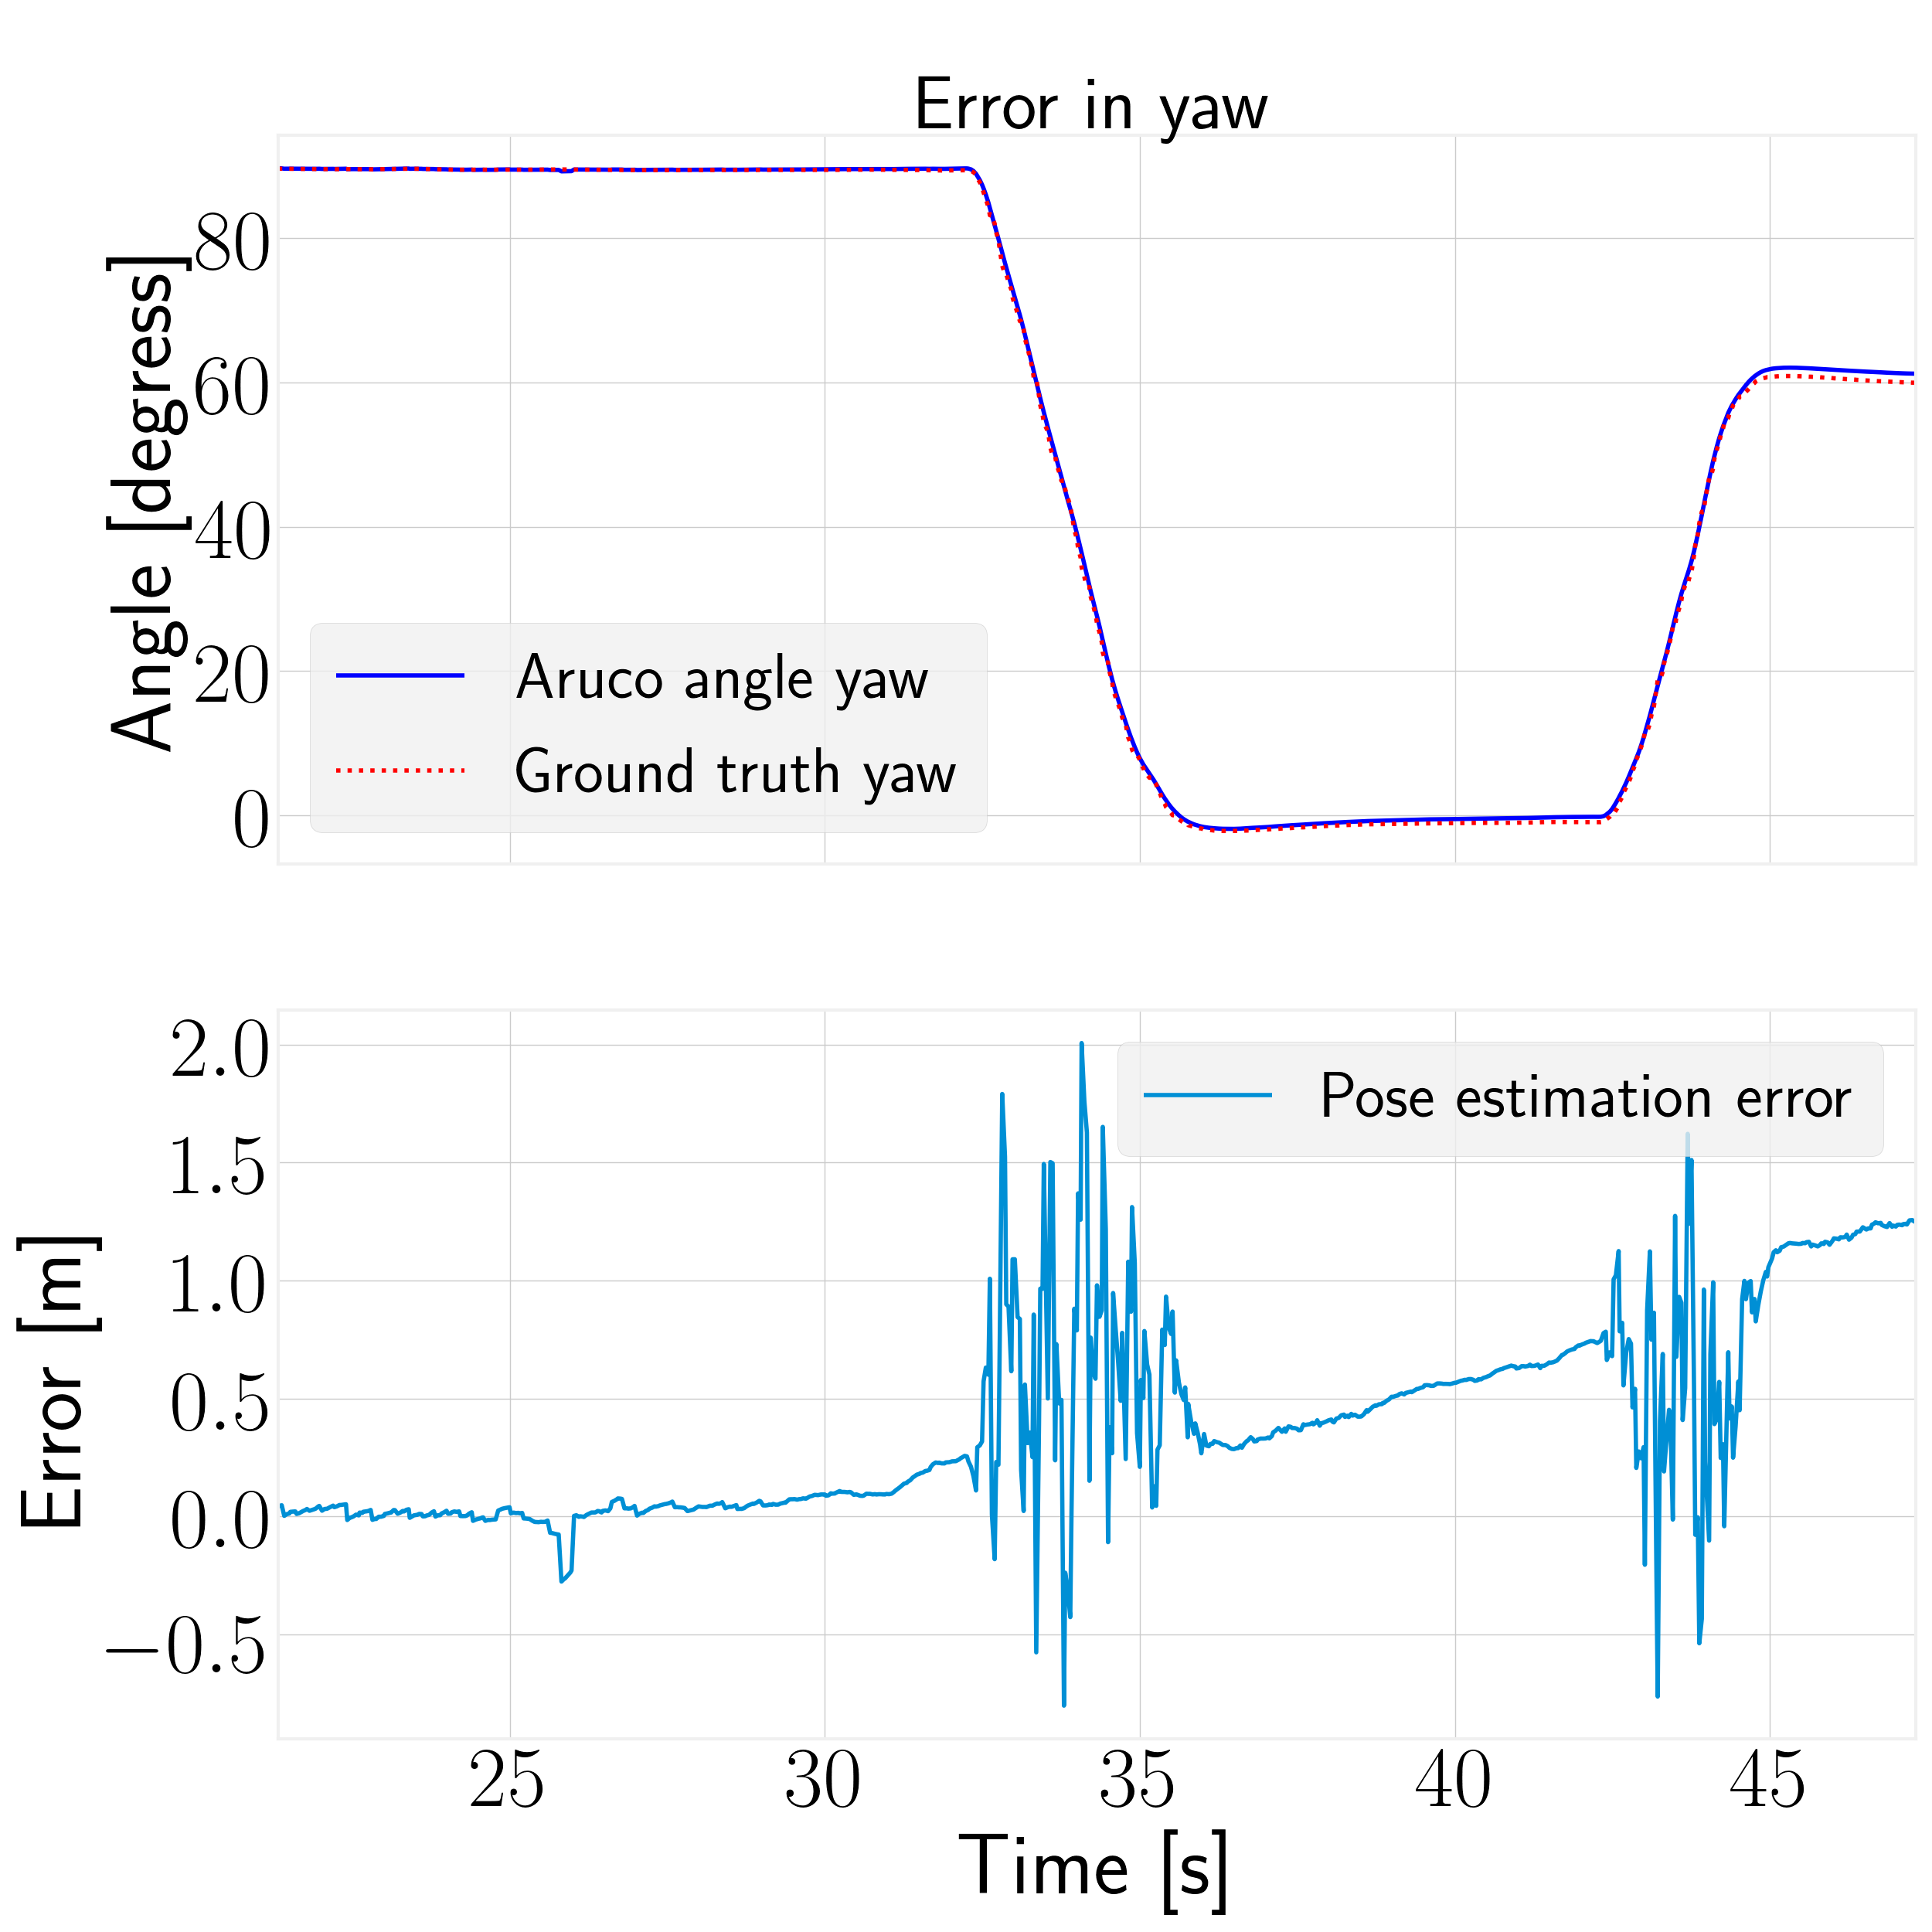 Error in yaw
Angle [degress]
80
60
40
20
0
Aruco angle yaw
Ground truth yaw
Error [m]
2.0
1.5
1.0
0.5
0.0
−0.5
Pose estimation error
25 30 35 40 45
Time [s]